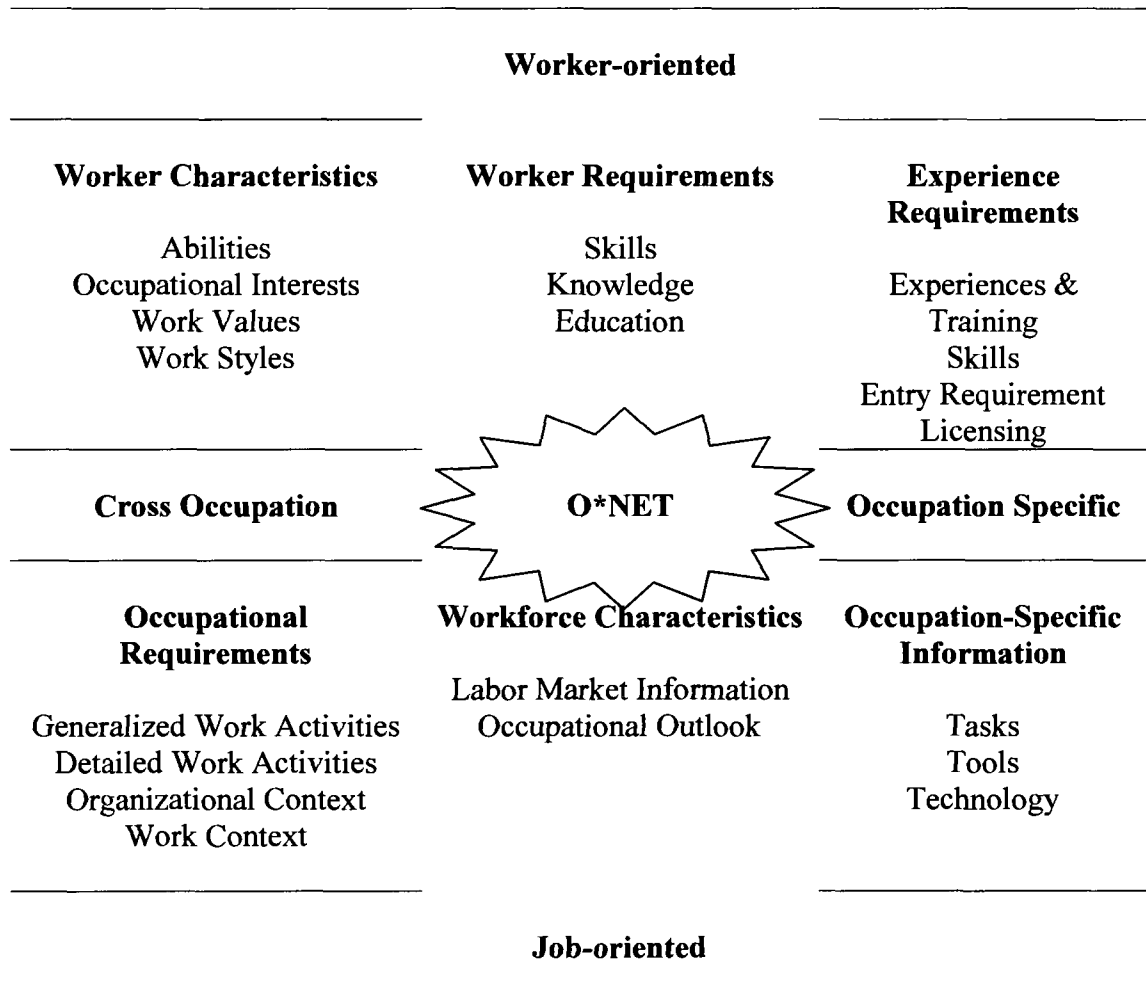 Worker-oriented
Worker Characteristics
Abilities
Occupational Interests
Work Values
Work Styles
Worker Requirements
Skills
Knowledge
Education
Experience
Requirements
Experiences &
Training
Skills
Entry Requirement
Licensing
Cross Occupation
O*NET
Occupation Specific
Occupational
Requirements
Generalized Work Activities
Detailed Work Activities
Organizational Context
Work Context
Workforce Characteristics
Labor Market Information
Occupational Outlook
Occupation-Specific
Information
Tasks
Tools
Technology
Job-oriented